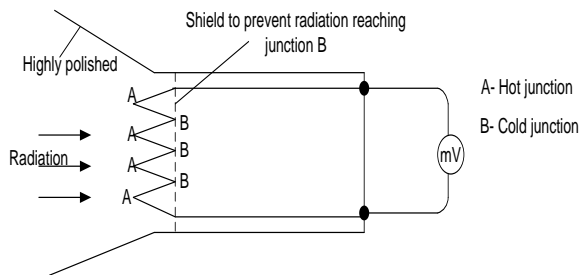 Shield to prevent radiation reaching
junction B
Highly polished
A- Hot junction
A
B
B- Cold junction
A
B
mV
Radiation
A
B
A